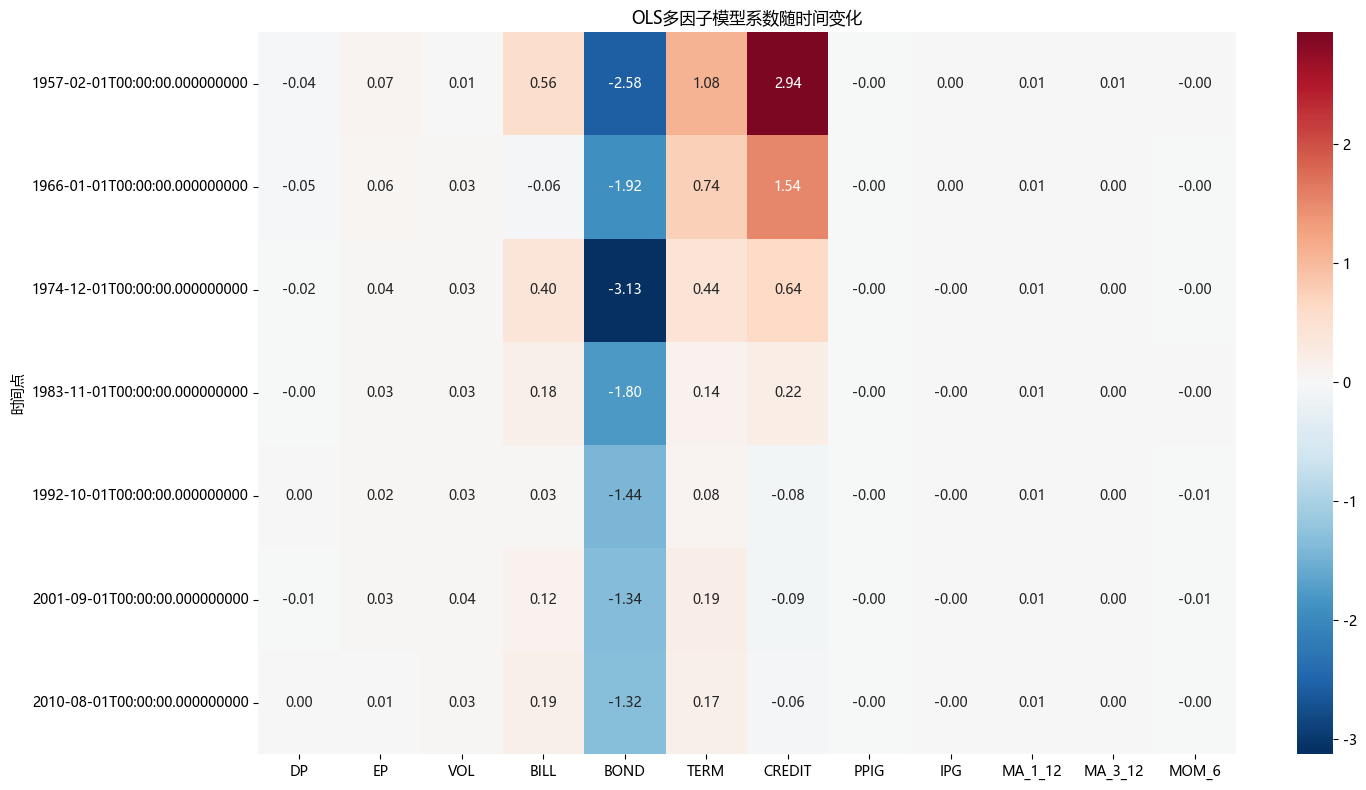 OLS多因子模型系数随时间变化
时间点
1957-02-01T00:00:00.000000000 -0.04 0.07 0.01 0.56 -2.58 1.08 2.94 -0.00 0.00 0.01 0.01 -0.00
1966-01-01T00:00:00.000000000 -0.05 0.06 0.03 -0.06 -1.92 0.74 1.54 -0.00 0.00 0.01 0.00 -0.00
1974-12-01T00:00:00.000000000 -0.02 0.04 0.03 0.40 -3.13 0.44 0.64 -0.00 -0.00 0.01 0.00 -0.00
1983-11-01T00:00:00.000000000 -0.00 0.03 0.03 0.18 -1.80 0.14 0.22 -0.00 -0.00 0.01 0.00 -0.00
1992-10-01T00:00:00.000000000 0.00 0.02 0.03 0.03 -1.44 0.08 -0.08 -0.00 -0.00 0.01 0.00 -0.01
2001-09-01T00:00:00.000000000 -0.01 0.03 0.04 0.12 -1.34 0.19 -0.09 -0.00 -0.00 0.01 0.00 -0.01
2010-08-01T00:00:00.000000000 0.00 0.01 0.03 0.19 -1.32 0.17 -0.06 -0.00 -0.00 0.01 0.00 -0.00
DP EP VOL BILL BOND TERM CREDIT PPIG IPG MA_1_12 MA_3_12 MOM_6
2
1
0
-1
-2
-3